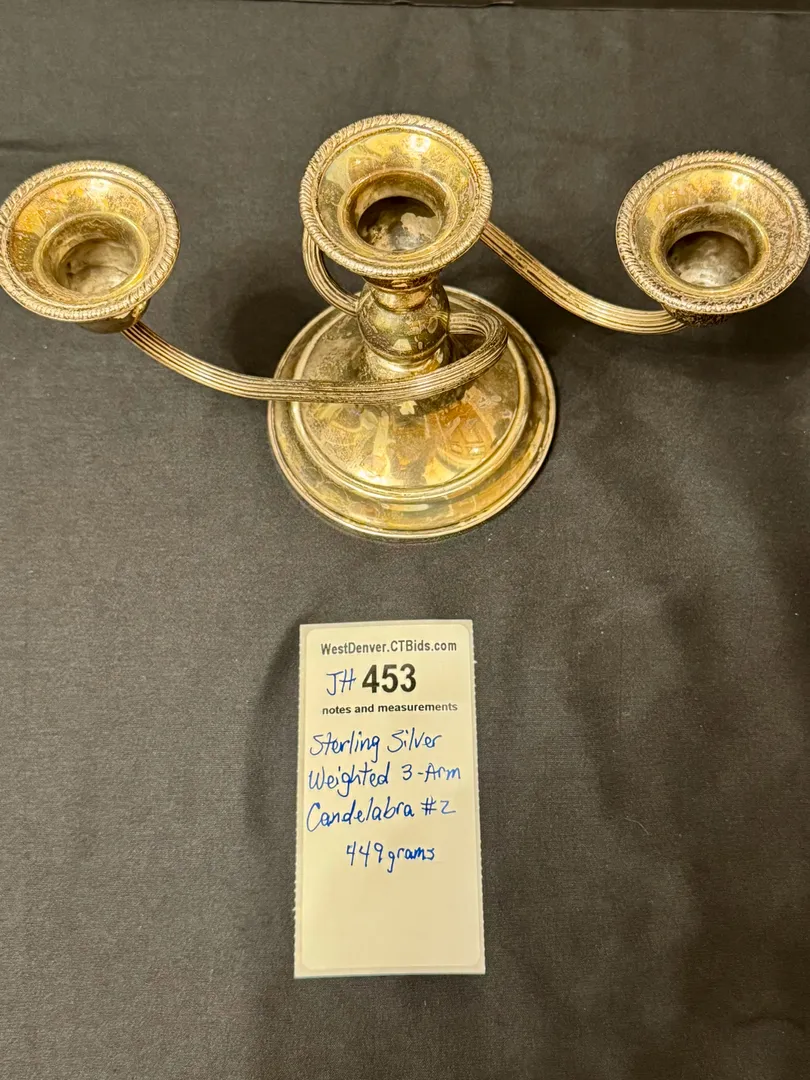 WestDenver.CTBids.com
JH 453
notes and measurements
Sterling Silver
Weighted 3-Arm
Candelabra #2
449 grams